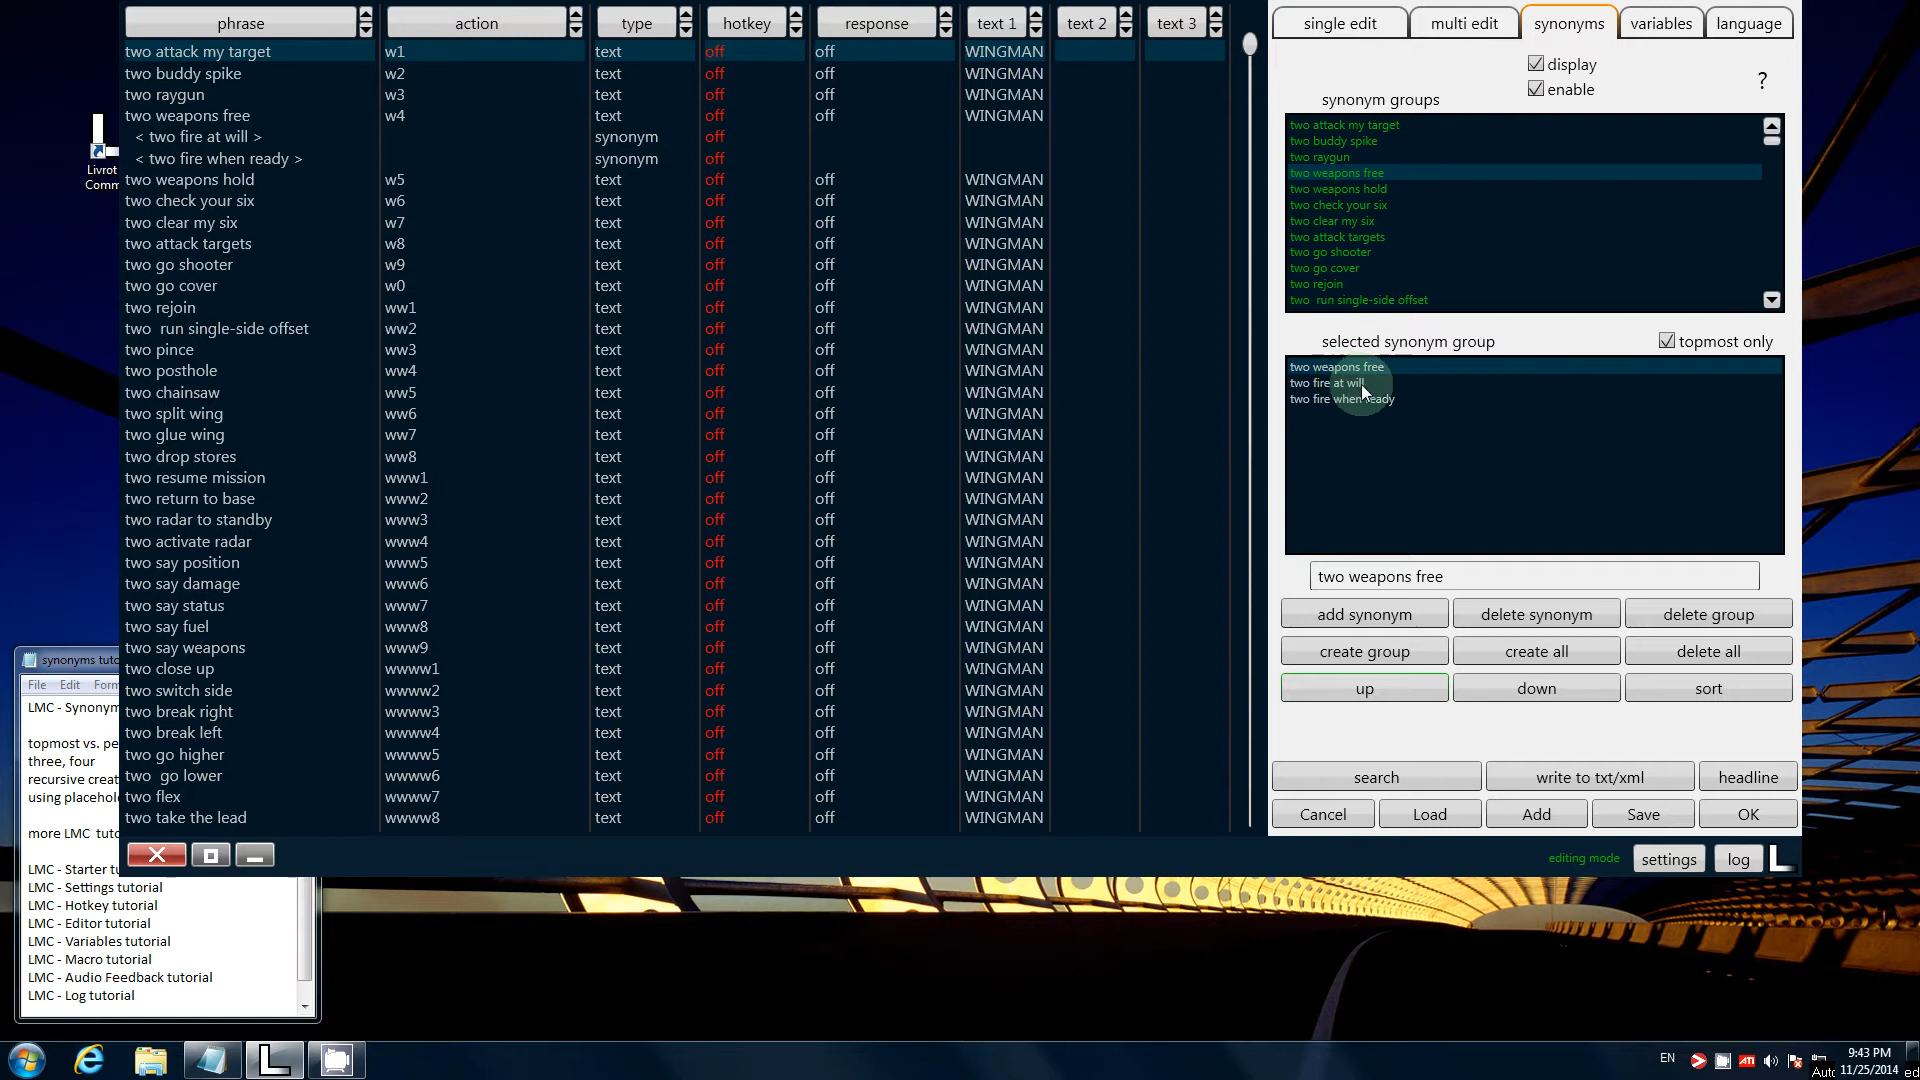 phrase action type hotkey response text 1 text 2 text 3
two attack my target w1 text off off WINGMAN
two buddy spike w2 text off off WINGMAN
two raygun w3 text off off WINGMAN
two weapons free w4 text off off WINGMAN
< two fire at will > synonym off
< two fire when ready > synonym off
two weapons hold w5 text off off WINGMAN
two check your six w6 text off off WINGMAN
two clear my six w7 text off off WINGMAN
two attack targets w8 text off off WINGMAN
two go shooter w9 text off off WINGMAN
two go cover w0 text off off WINGMAN
two rejoin ww1 text off off WINGMAN
two  run single-side offset ww2 text off off WINGMAN
two pince ww3 text off off WINGMAN
two posthole ww4 text off off WINGMAN
two chainsaw ww5 text off off WINGMAN
two split wing ww6 text off off WINGMAN
two glue wing ww7 text off off WINGMAN
two drop stores ww8 text off off WINGMAN
two resume mission www1 text off off WINGMAN
two return to base www2 text off off WINGMAN
two radar to standby www3 text off off WINGMAN
two activate radar www4 text off off WINGMAN
two say position www5 text off off WINGMAN
two say damage www6 text off off WINGMAN
two say status www7 text off off WINGMAN
two say fuel www8 text off off WINGMAN
two say weapons www9 text off off WINGMAN
two close up wwww1 text off off WINGMAN
two switch side wwww2 text off off WINGMAN
two break right wwww3 text off off WINGMAN
two break left wwww4 text off off WINGMAN
two go higher wwww5 text off off WINGMAN
two  go lower wwww6 text off off WINGMAN
two flex wwww7 text off off WINGMAN
two take the lead wwww8 text off off WINGMAN
single edit multi edit synonyms variables language
display
enable
?
synonym groups
two attack my target
two buddy spike
two raygun
two weapons free
two weapons hold
two check your six
two clear my six
two attack targets
two go shooter
two go cover
two rejoin
two  run single-side offset
selected synonym group topmost only
two weapons free
two fire at will
two fire when ready
two weapons free
add synonym delete synonym delete group
create group create all delete all
up down sort
search write to txt/xml headline
Cancel Load Add Save OK
editing mode settings log
Livrot
Comm
synonyms tuto
File Edit Form
LMC - Synonym
topmost vs. pe
three, four
recursive creat
using placehol
more LMC tuto
LMC - Starter tu
LMC - Settings tutorial
LMC - Hotkey tutorial
LMC - Editor tutorial
LMC - Variables tutorial
LMC - Macro tutorial
LMC - Audio Feedback tutorial
LMC - Log tutorial
EN ATI 9:43 PM
11/25/2014